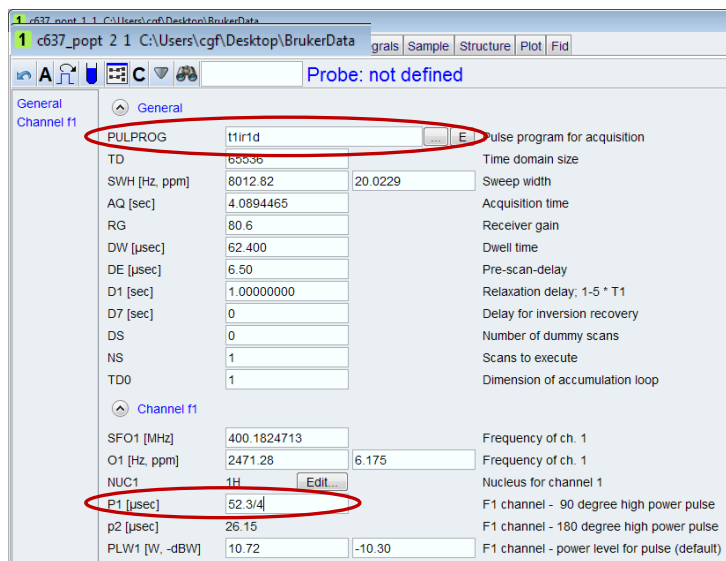 1 c637_popt 1 1 C:\Users\cgf\Desktop\BrukerData
1 c637_popt 2 1 C:\Users\cgf\Desktop\BrukerData
grals Sample Structure Plot Fid
A C Probe: not defined
General
Channel f1
General
PULPROG t1ir1d ... E Pulse program for acquisition
TD 65536 Time domain size
SWH [Hz, ppm] 8012.82 20.0229 Sweep width
AQ [sec] 4.0894465 Acquisition time
RG 80.6 Receiver gain
DW [µsec] 62.400 Dwell time
DE [µsec] 6.50 Pre-scan-delay
D1 [sec] 1.00000000 Relaxation delay; 1-5 * T1
D7 [sec] 0 Delay for inversion recovery
DS 0 Number of dummy scans
NS 1 Scans to execute
TD0 1 Dimension of accumulation loop
Channel f1
SFO1 [MHz] 400.1824713 Frequency of ch. 1
O1 [Hz, ppm] 2471.28 6.175 Frequency of ch. 1
NUC1 1H Edit... Nucleus for channel 1
P1 [µsec] 52.3/4 F1 channel - 90 degree high power pulse
p2 [µsec] 26.15 F1 channel - 180 degree high power pulse
PLW1 [W, -dBW] 10.72 -10.30 F1 channel - power level for pulse (default)